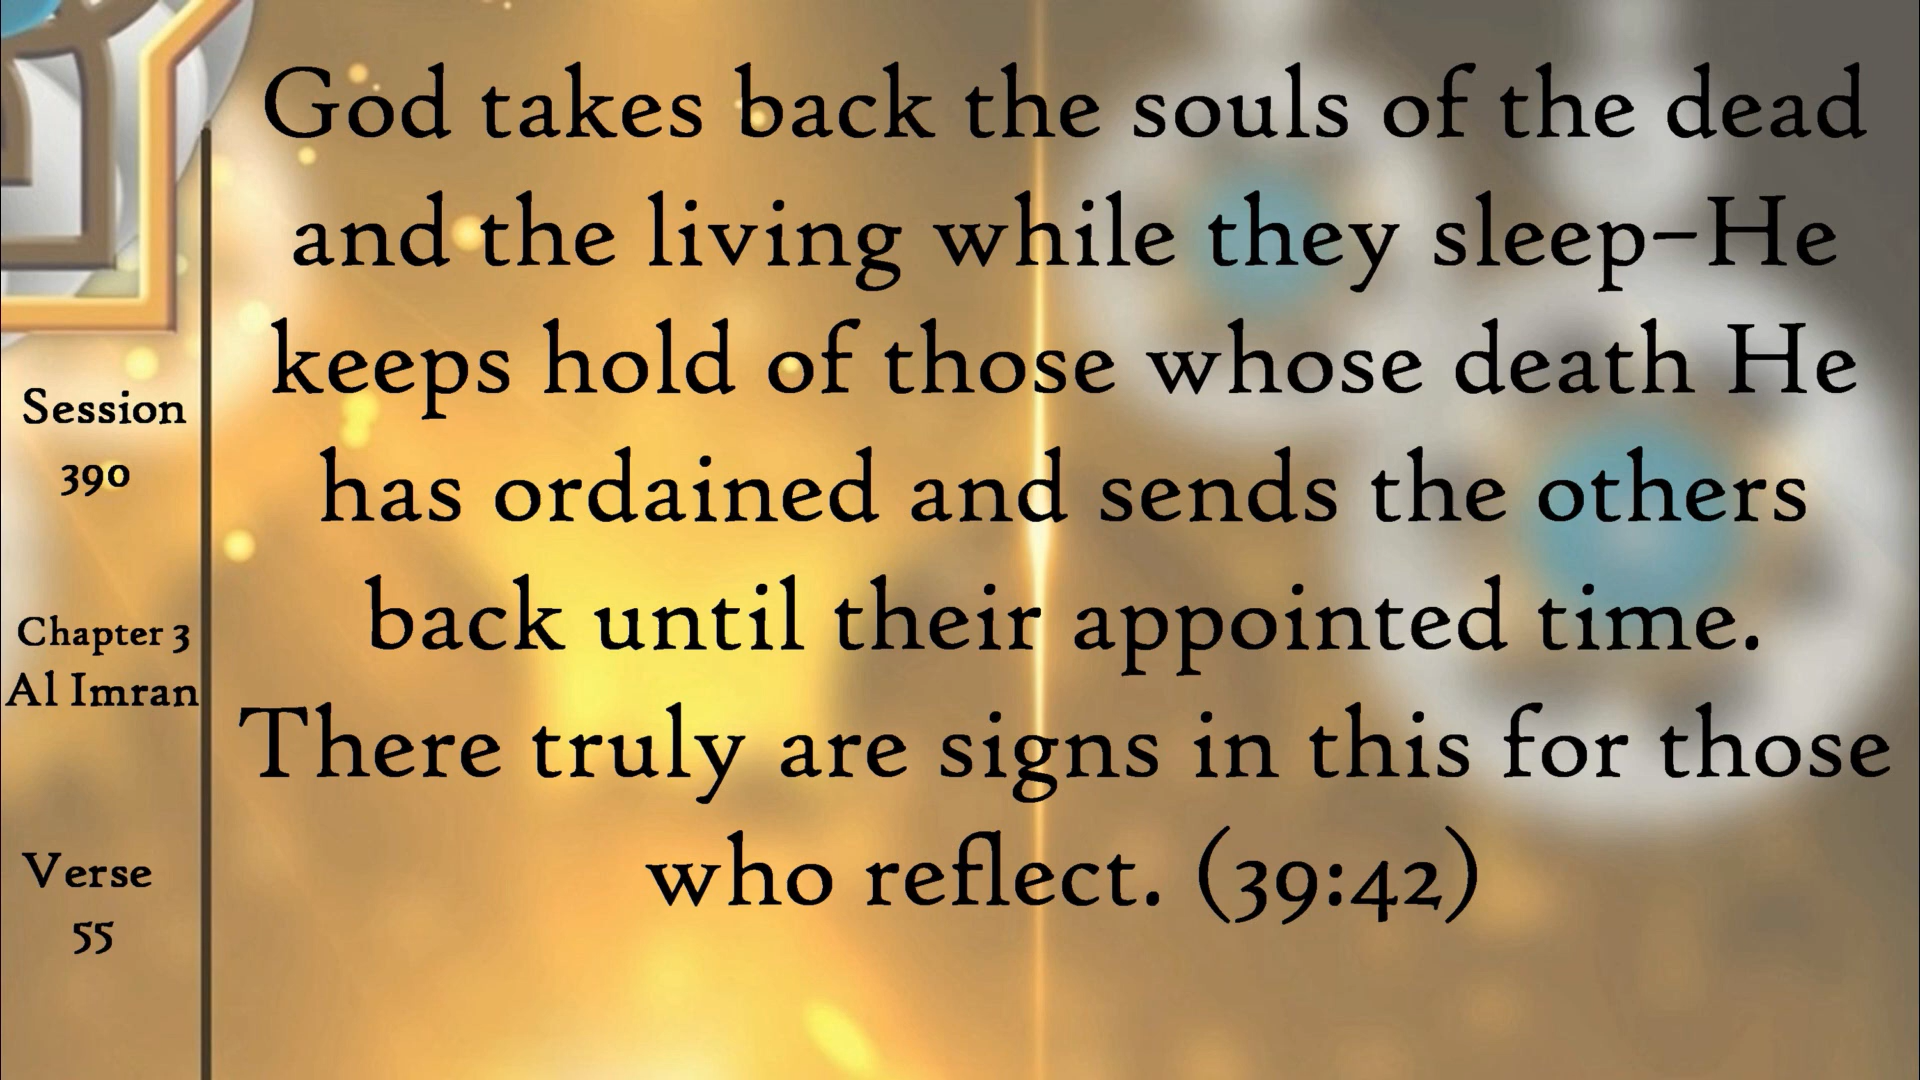 Session
390
Chapter 3
Al Imran
Verse
55
God takes back the souls of the dead
and the living while they sleep–He
keeps hold of those whose death He
has ordained and sends the others
back until their appointed time.
There truly are signs in this for those
who reflect. (39:42)